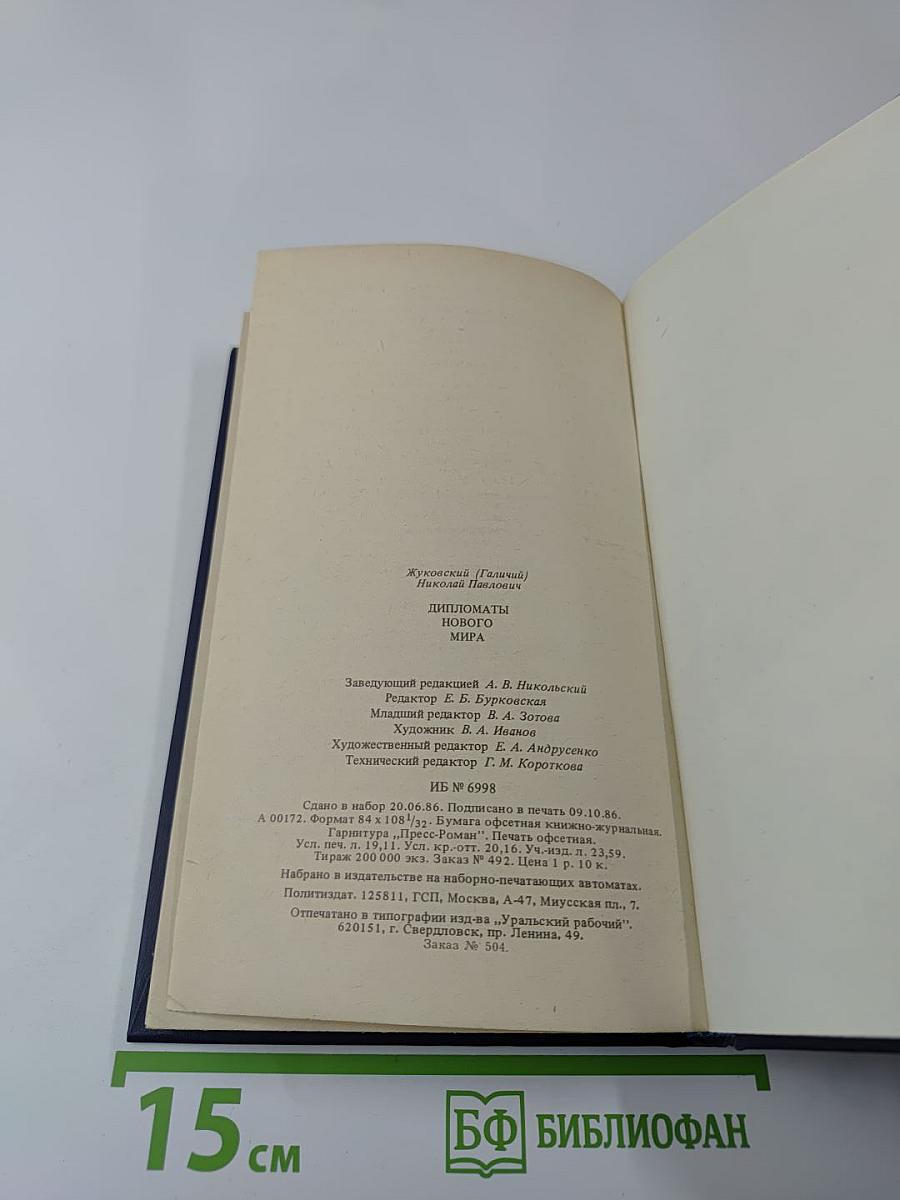 Жуковский (Галичий)
Николай Павлович
ДИПЛОМАТЫ
НОВОГО
МИРА
Заведующий редакцией А. В. Никольский
Редактор Е. Б. Бурковская
Младший редактор В. А. Зотова
Художник В. А. Иванов
Художественный редактор Е. А. Андрусенко
Технический редактор Г. М. Короткова
ИБ № 6998
Сдано в набор 20.06.86. Подписано в печать 09.10.86.
А 00172. Формат 84 x 108 1/32. Бумага офсетная книжно-журнальная.
Гарнитура „Пресс-Роман". Печать офсетная.
Усл. печ. л. 19,11. Усл. кр.-отт. 20,16. Уч.-изд. л. 23,59.
Тираж 200 000 экз. Заказ № 492. Цена 1 р. 10 к.
Набрано в издательстве на наборно-печатающих автоматах.
Политиздат. 125811, ГСП, Москва, А-47, Миусская пл., 7.
Отпечатано в типографии изд-ва „Уральский рабочий".
620151, г. Свердловск, пр. Ленина, 49.
Заказ № 504.
15 см
БФ БИБЛИОФАН